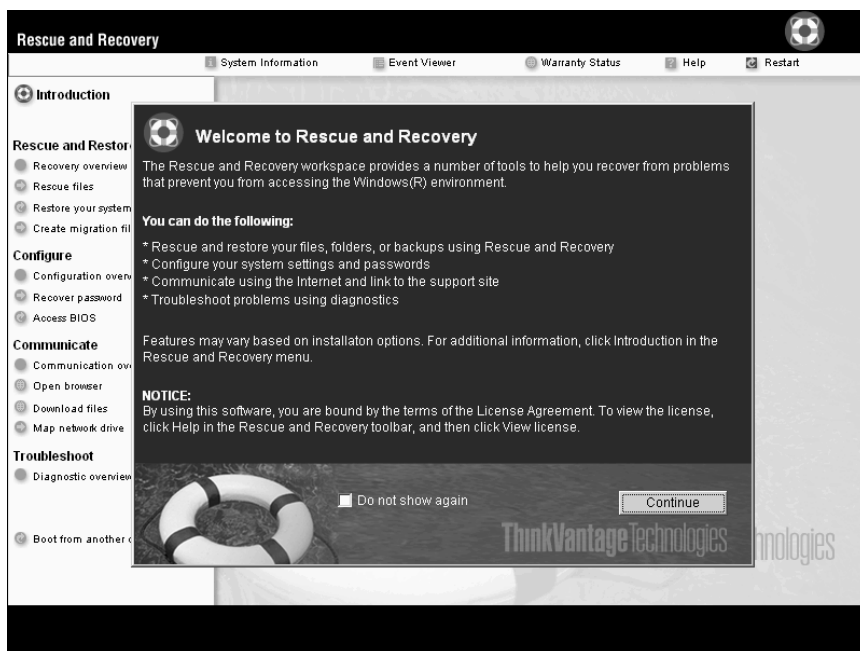 Rescue and Recovery
System Information Event Viewer Warranty Status Help Restart
Introduction
Rescue and Restor
Recovery overview
Rescue files
Restore your system
Create migration fil
Configure
Configuration overv
Recover password
Access BIOS
Communicate
Communication ov
Open browser
Download files
Map network drive
Troubleshoot
Diagnostic overview
Boot from another
Welcome to Rescue and Recovery
The Rescue and Recovery workspace provides a number of tools to help you recover from problems
that prevent you from accessing the Windows(R) environment.
You can do the following:
* Rescue and restore your files, folders, or backups using Rescue and Recovery
* Configure your system settings and passwords
* Communicate using the Internet and link to the support site
* Troubleshoot problems using diagnostics
Features may vary based on installaton options. For additional information, click Introduction in the
Rescue and Recovery menu.
NOTICE:
By using this software, you are bound by the terms of the License Agreement. To view the license,
click Help in the Rescue and Recovery toolbar, and then click View license.
Do not show again
Continue
ThinkVantage Technologies
hnologies